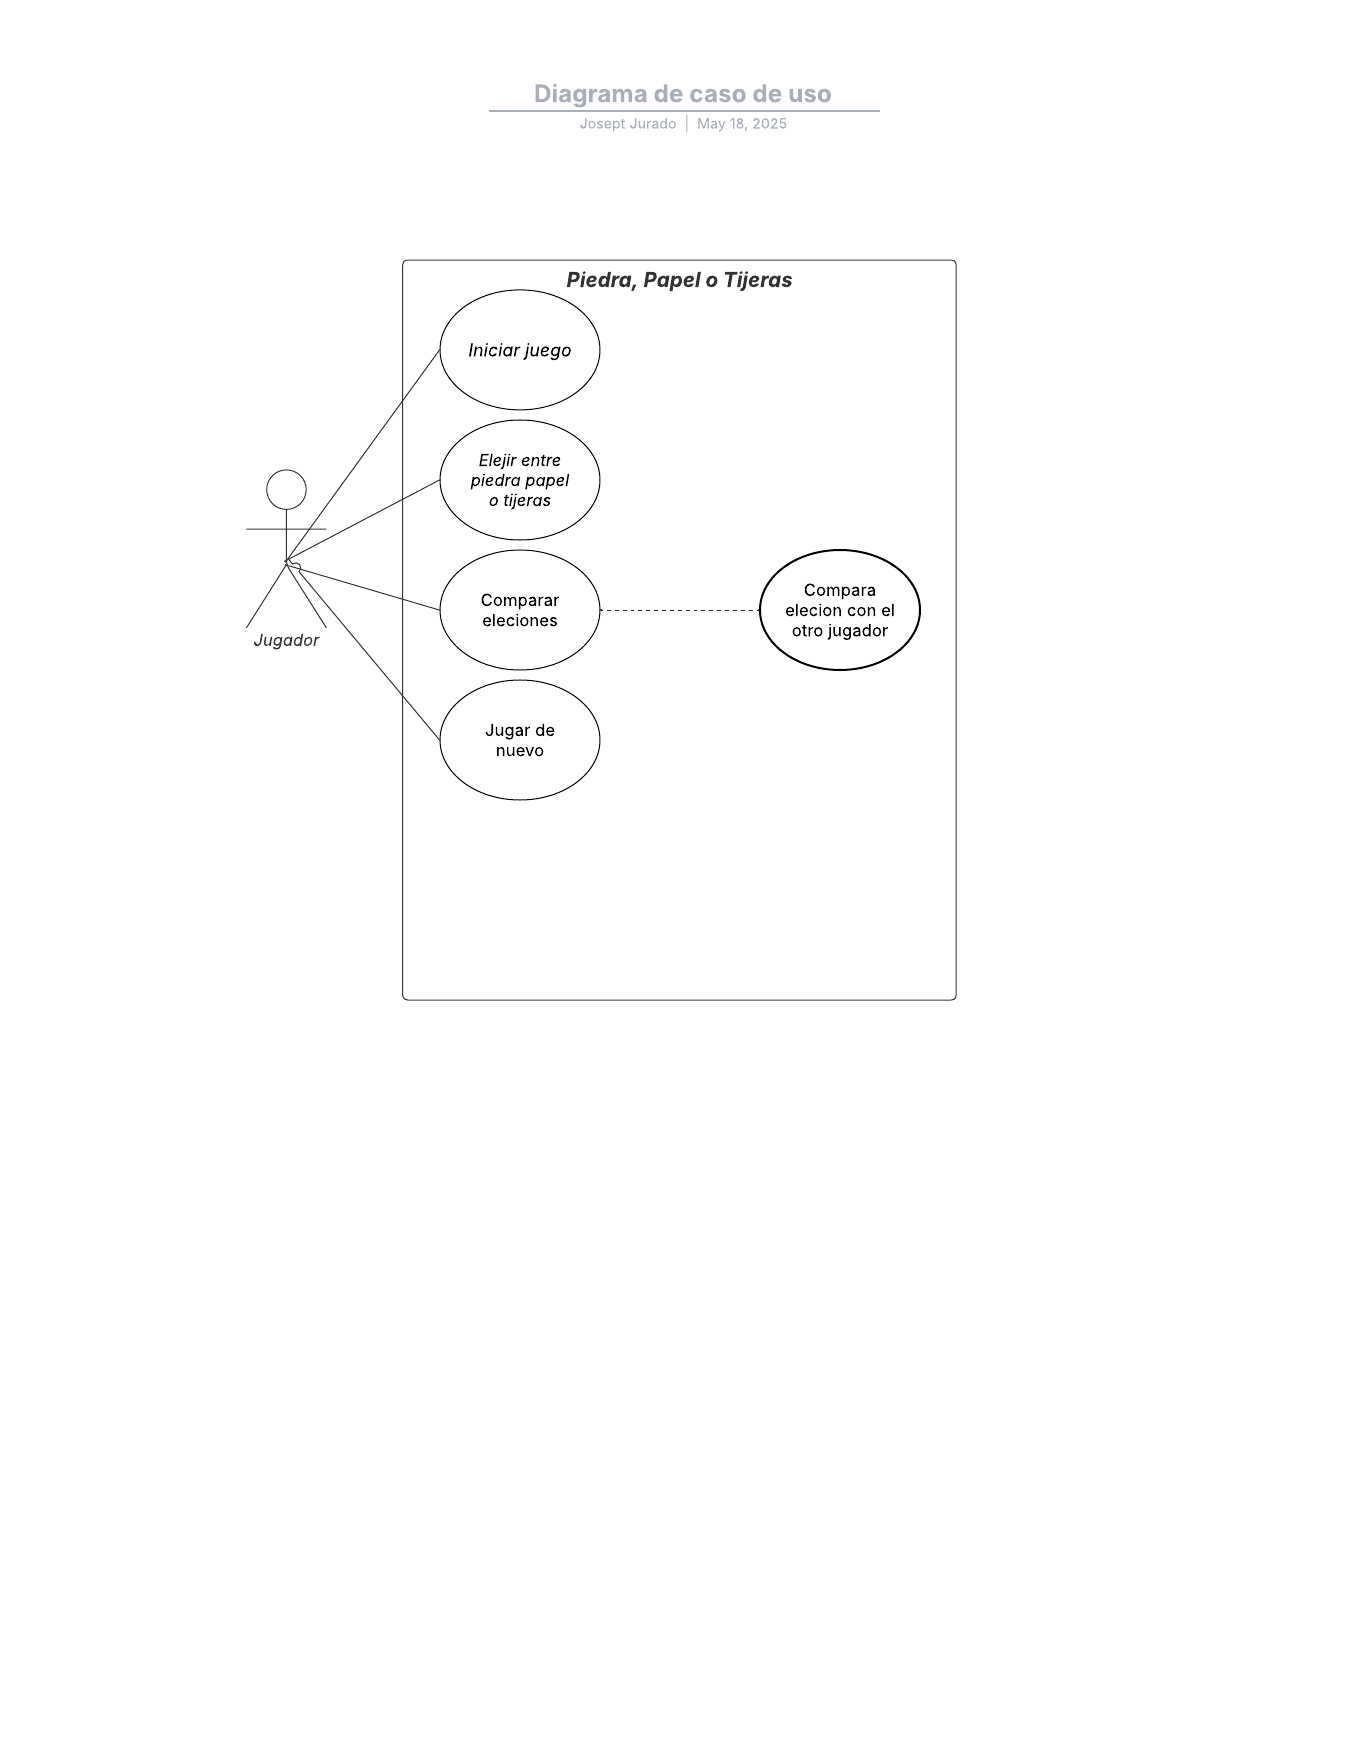 Diagrama de caso de uso
Josept Jurado | May 18, 2025
Piedra, Papel o Tijeras
Iniciar juego
Elejir entre
piedra papel
o tijeras
Comparar
eleciones
Compara
elecion con el
otro jugador
Jugador
Jugar de
nuevo